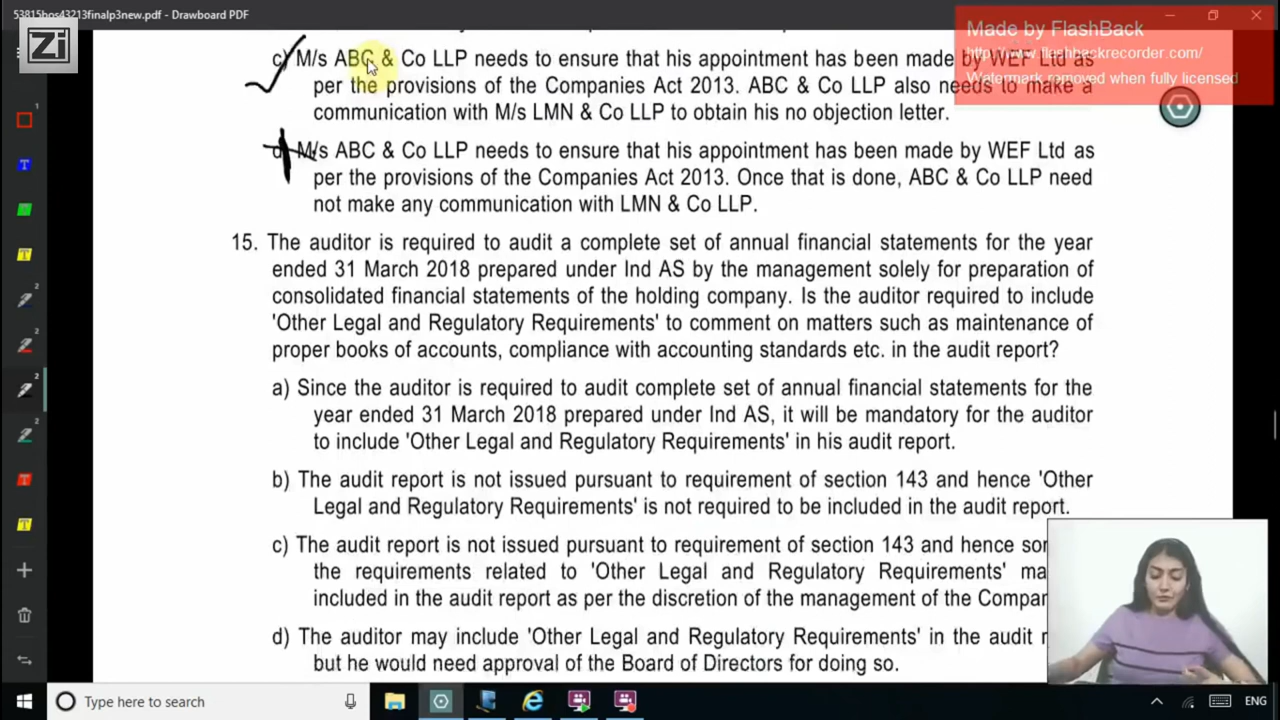 53815bos43213finalp3new.pdf - Drawboard PDF
Zi
Made by FlashBack
http://www.flashbackrecorder.com/
Watermark removed when fully licensed
c) M/s ABC & Co LLP needs to ensure that his appointment has been made by WEF Ltd as
per the provisions of the Companies Act 2013. ABC & Co LLP also needs to make a
communication with M/s LMN & Co LLP to obtain his no objection letter.
d) M/s ABC & Co LLP needs to ensure that his appointment has been made by WEF Ltd as
per the provisions of the Companies Act 2013. Once that is done, ABC & Co LLP need
not make any communication with LMN & Co LLP.
15. The auditor is required to audit a complete set of annual financial statements for the year
ended 31 March 2018 prepared under Ind AS by the management solely for preparation of
consolidated financial statements of the holding company. Is the auditor required to include
'Other Legal and Regulatory Requirements' to comment on matters such as maintenance of
proper books of accounts, compliance with accounting standards etc. in the audit report?
a) Since the auditor is required to audit complete set of annual financial statements for the
year ended 31 March 2018 prepared under Ind AS, it will be mandatory for the auditor
to include 'Other Legal and Regulatory Requirements' in his audit report.
b) The audit report is not issued pursuant to requirement of section 143 and hence 'Other
Legal and Regulatory Requirements' is not required to be included in the audit report.
c) The audit report is not issued pursuant to requirement of section 143 and hence
the requirements related to 'Other Legal and Regulatory Requirements'
included in the audit report as per the discretion of the management of the
d) The auditor may include 'Other Legal and Regulatory Requirements' in the audit
but he would need approval of the Board of Directors for doing so.
Type here to search
ENG